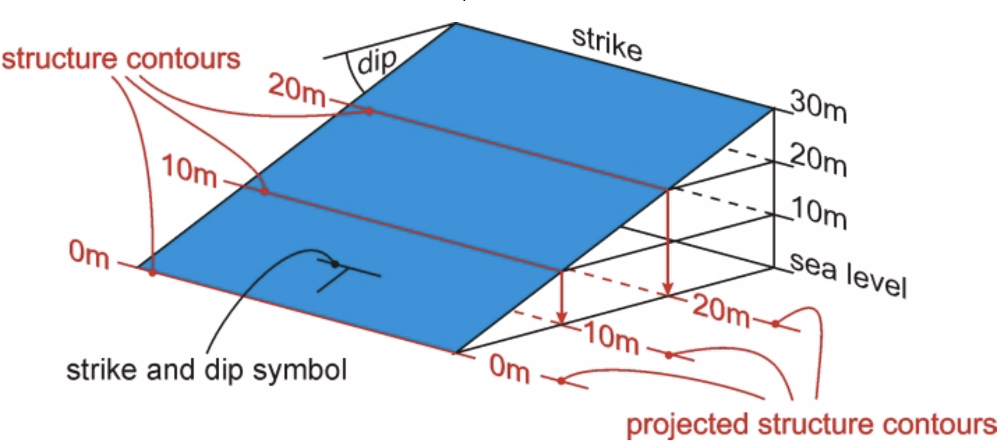 strike
structure contours
dip
20m
30m
20m
10m
10m
0m
sea level
20m
10m
0m
strike and dip symbol
projected structure contours